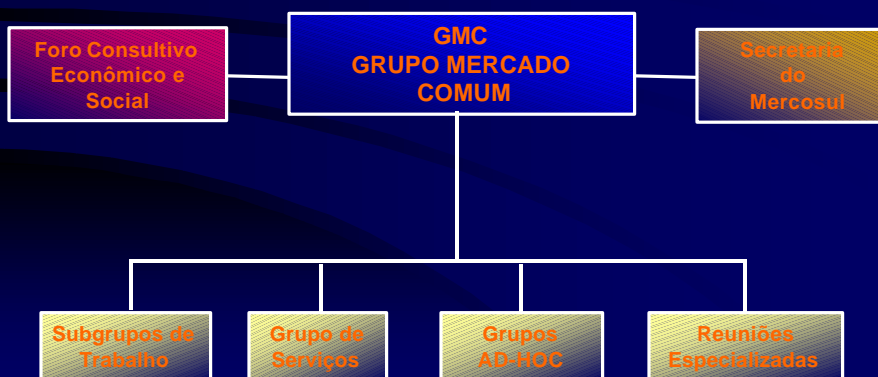 Foro Consultivo
Econômico e
Social
GMC
GRUPO MERCADO
COMUM
Secretaria
do
Mercosul
Subgrupos de
Trabalho
Grupo de
Serviços
Grupos
AD-HOC
Reuniões
Especializadas